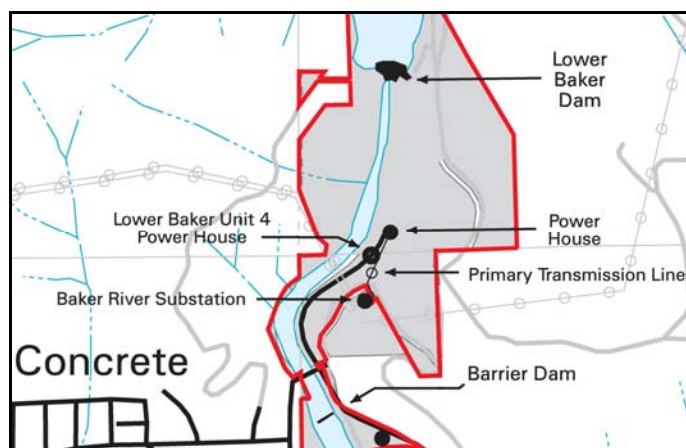 Lower
Baker
Dam
Lower Baker Unit 4
Power House
Power
House
Primary Transmission Line
Baker River Substation
Concrete
Barrier Dam